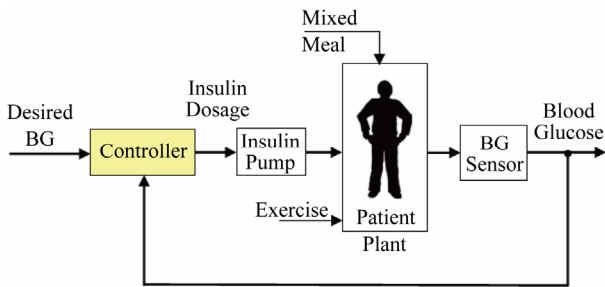 Mixed
Meal
Insulin
Dosage
Desired
BG
Controller
Insulin
Pump
BG
Sensor
Blood
Glucose
Exercise
Patient
Plant